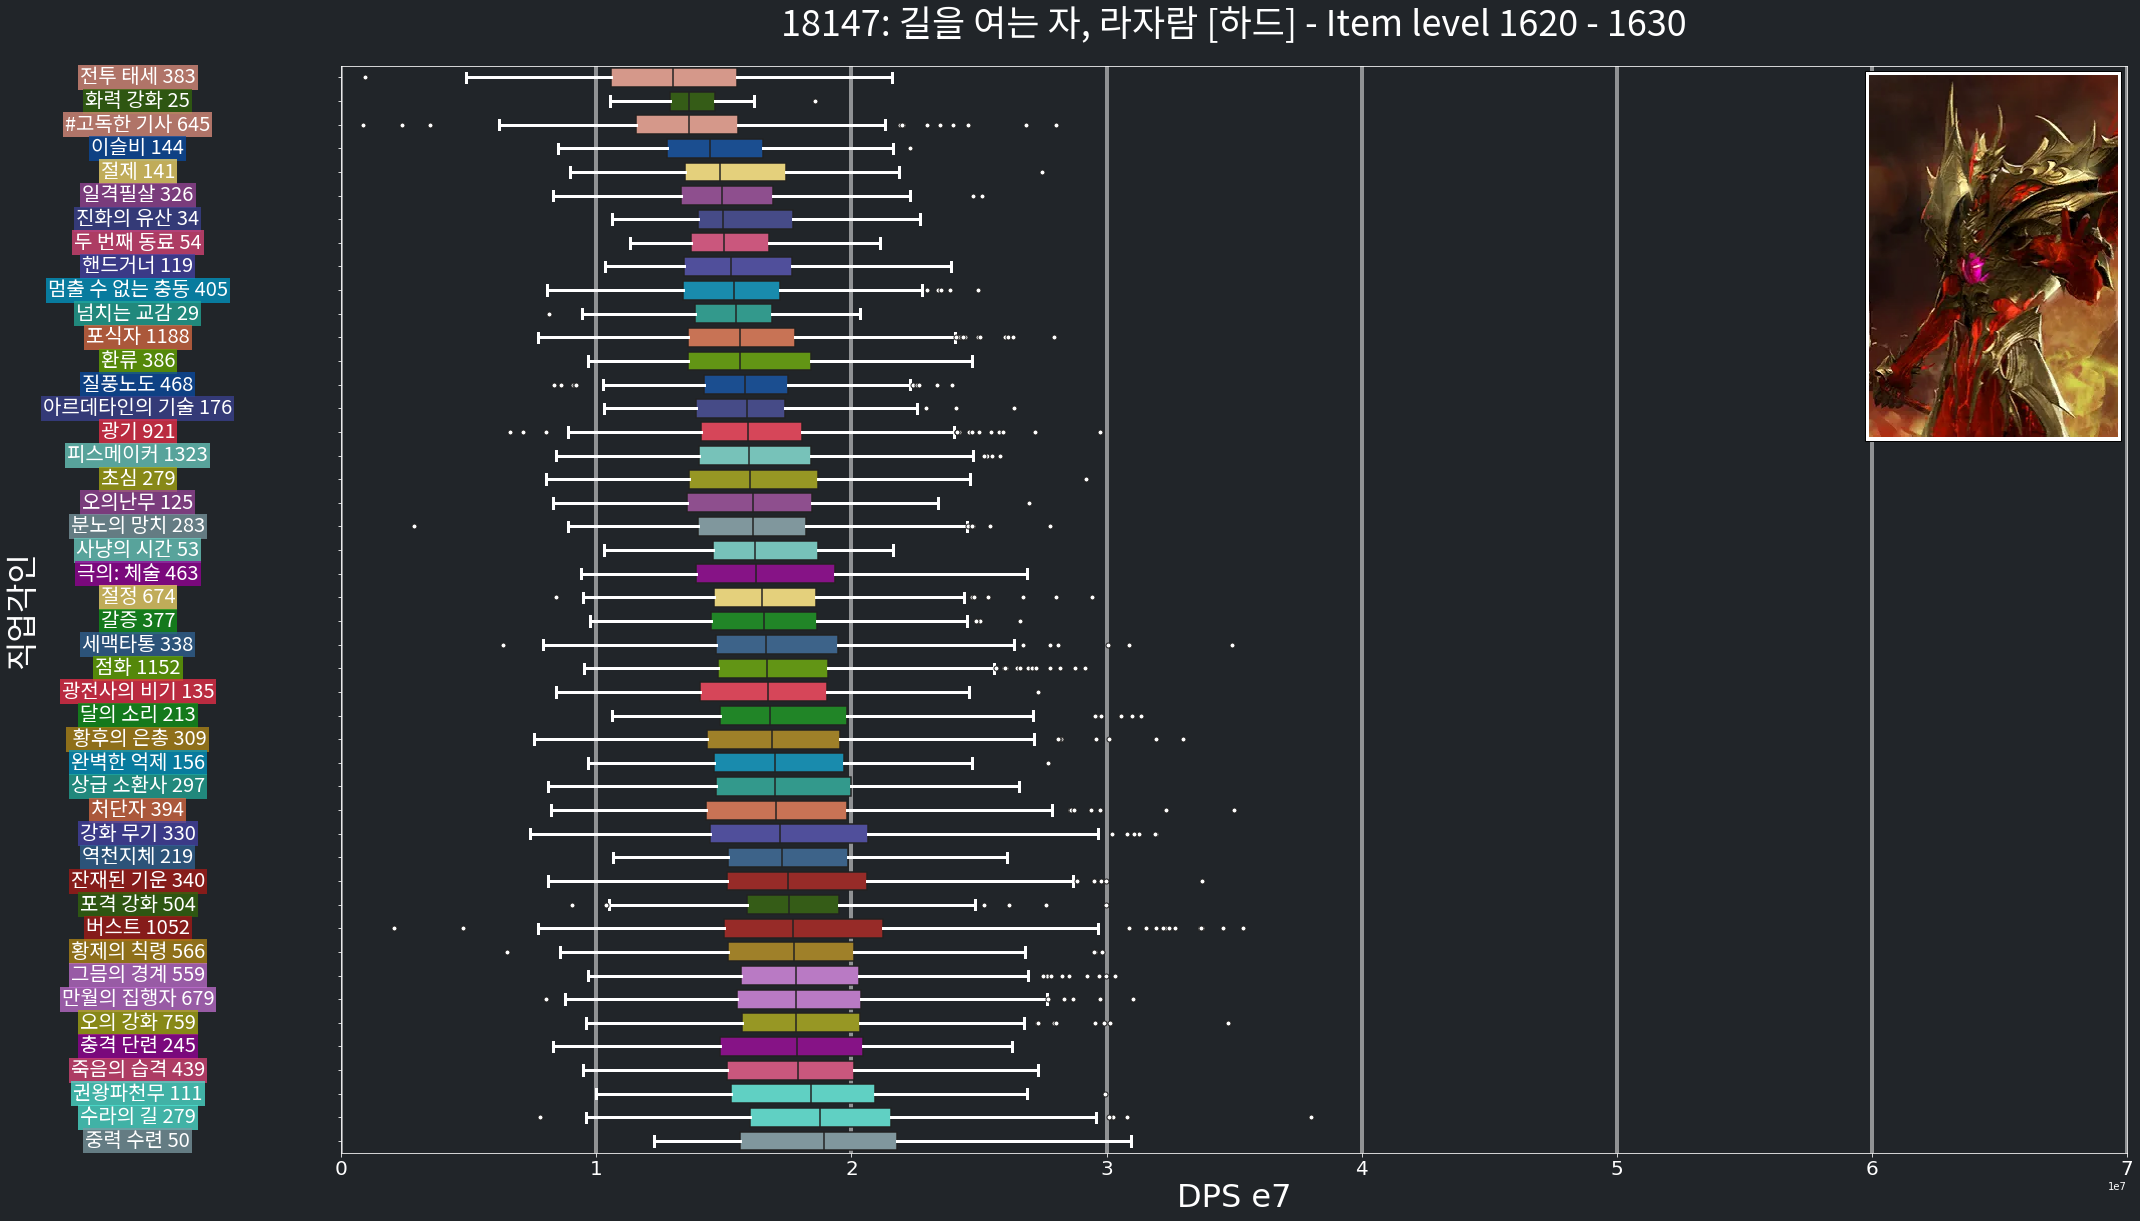 18147: 길을 여는 자, 라자람 [하드] - Item level 1620 - 1630
직업각인
전투 태세 383
화력 강화 25
#고독한 기사 645
이슬비 144
절제 141
일격필살 326
진화의 유산 34
두 번째 동료 54
핸드거너 119
멈출 수 없는 충동 405
넘치는 교감 29
포식자 1188
환류 386
질풍노도 468
아르데타인의 기술 176
광기 921
피스메이커 1323
초심 279
오의난무 125
분노의 망치 283
사냥의 시간 53
극의: 체술 463
절정 674
갈증 377
세맥타통 338
점화 1152
광전사의 비기 135
달의 소리 213
황후의 은총 309
완벽한 억제 156
상급 소환사 297
처단자 394
강화 무기 330
역천지체 219
잔재된 기운 340
포격 강화 504
버스트 1052
황제의 칙령 566
그믐의 경계 559
만월의 집행자 679
오의 강화 759
충격 단련 245
죽음의 습격 439
권왕파천무 111
수라의 길 279
중력 수련 50
0 1 2 3 4 5 6 7
1e7
DPS e7